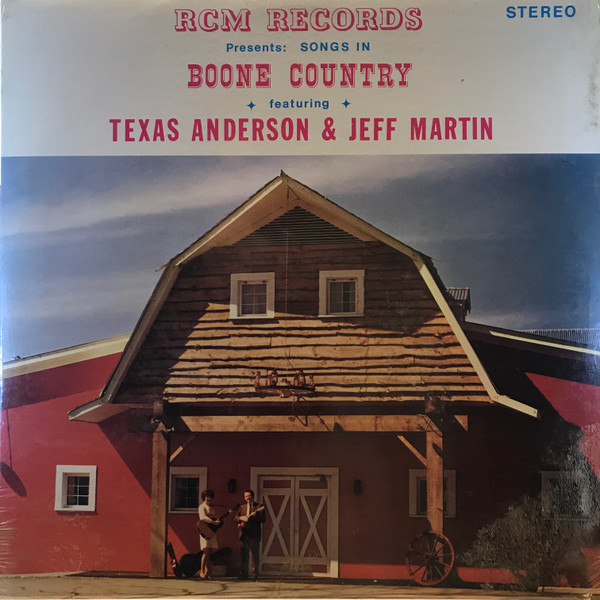 RCM RECORDS
STEREO
Presents: SONGS IN
BOONE COUNTRY
featuring
TEXAS ANDERSON & JEFF MARTIN